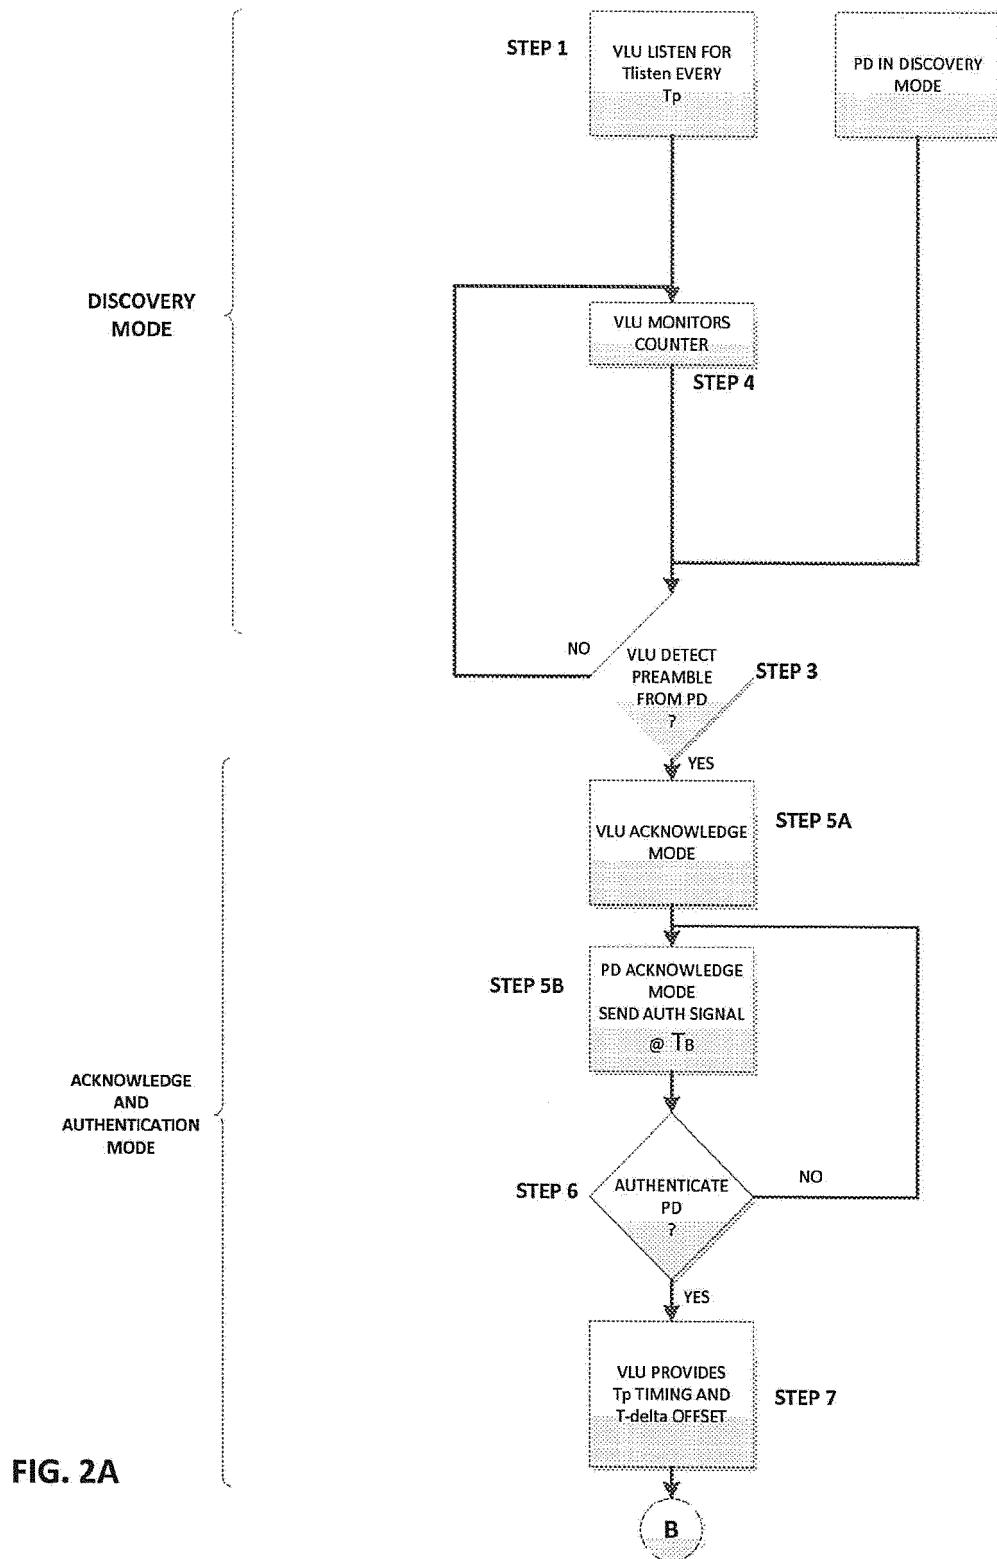 STEP 1
VLU LISTEN FOR
Tlisten EVERY
Tp
PD IN DISCOVERY
MODE
DISCOVERY
MODE
VLU MONITORS
COUNTER
STEP 4
NO
VLU DETECT
PREAMBLE
FROM PD
?
STEP 3
YES
VLU ACKNOWLEDGE
MODE
STEP 5A
STEP 5B
PD ACKNOWLEDGE
MODE
SEND AUTH SIGNAL
@ TB
ACKNOWLEDGE
AND
AUTHENTICATION
MODE
STEP 6
AUTHENTICATE
PD
?
NO
YES
VLU PROVIDES
Tp TIMING AND
T-delta OFFSET
STEP 7
FIG. 2A
B